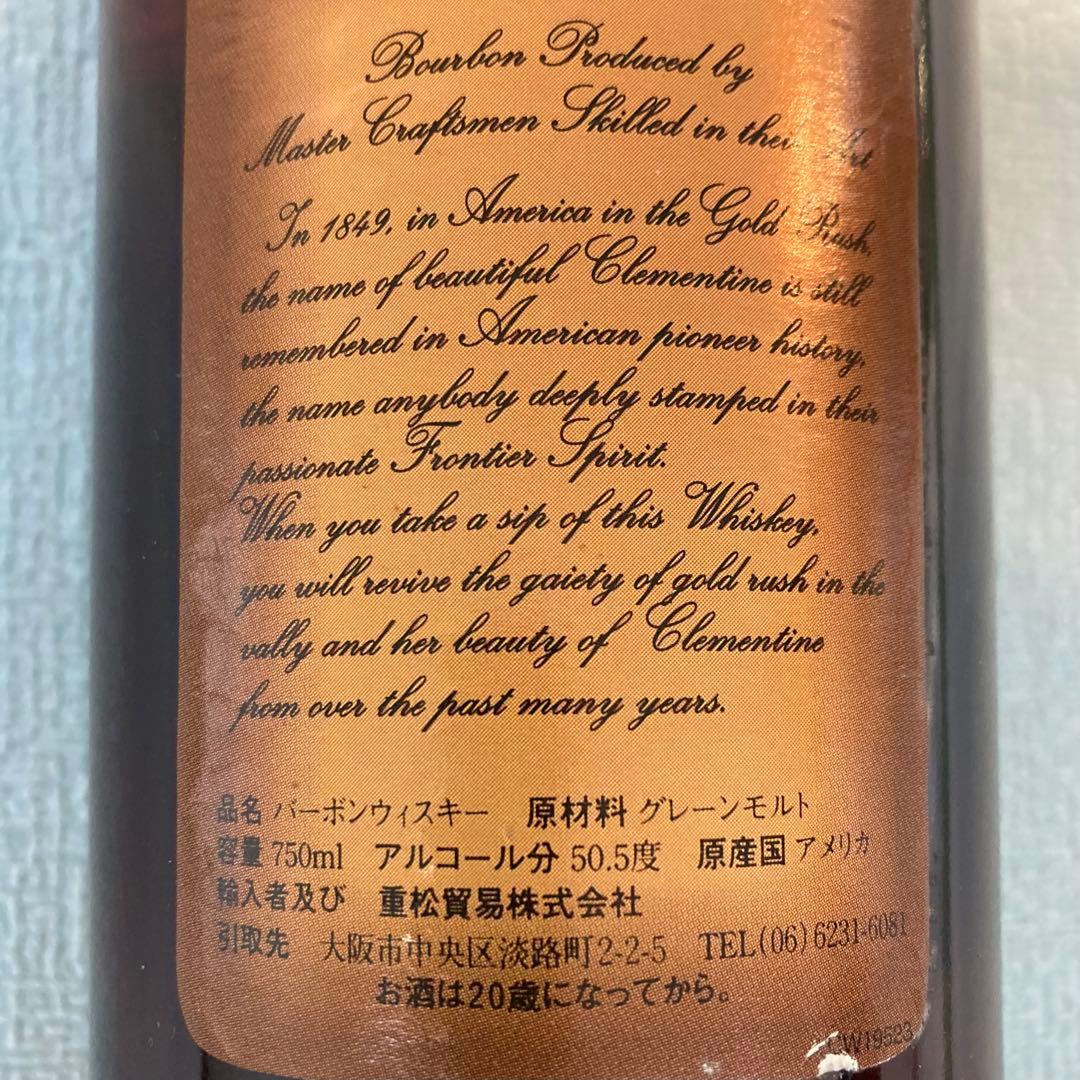 Bourbon Produced by
Master Craftsmen Skilled in their Art
In 1849, in America in the Gold Rush,
the name of beautiful Clementine is still
remembered in American pioneer history,
the name anybody deeply stamped in their
passionate Frontier Spirit.
When you take a sip of this Whiskey,
you will revive the gaiety of gold rush in the
vally and her beauty of Clementine
from over the past many years.
品名 バーボンウィスキー 原材料 グレーンモルト
容量 750ml アルコール分 50.5度 原産国 アメリカ
輸入者及び 重松貿易株式会社
引取先 大阪市中央区淡路町2-2-5 TEL(06)6231-6081
お酒は20歳になってから。